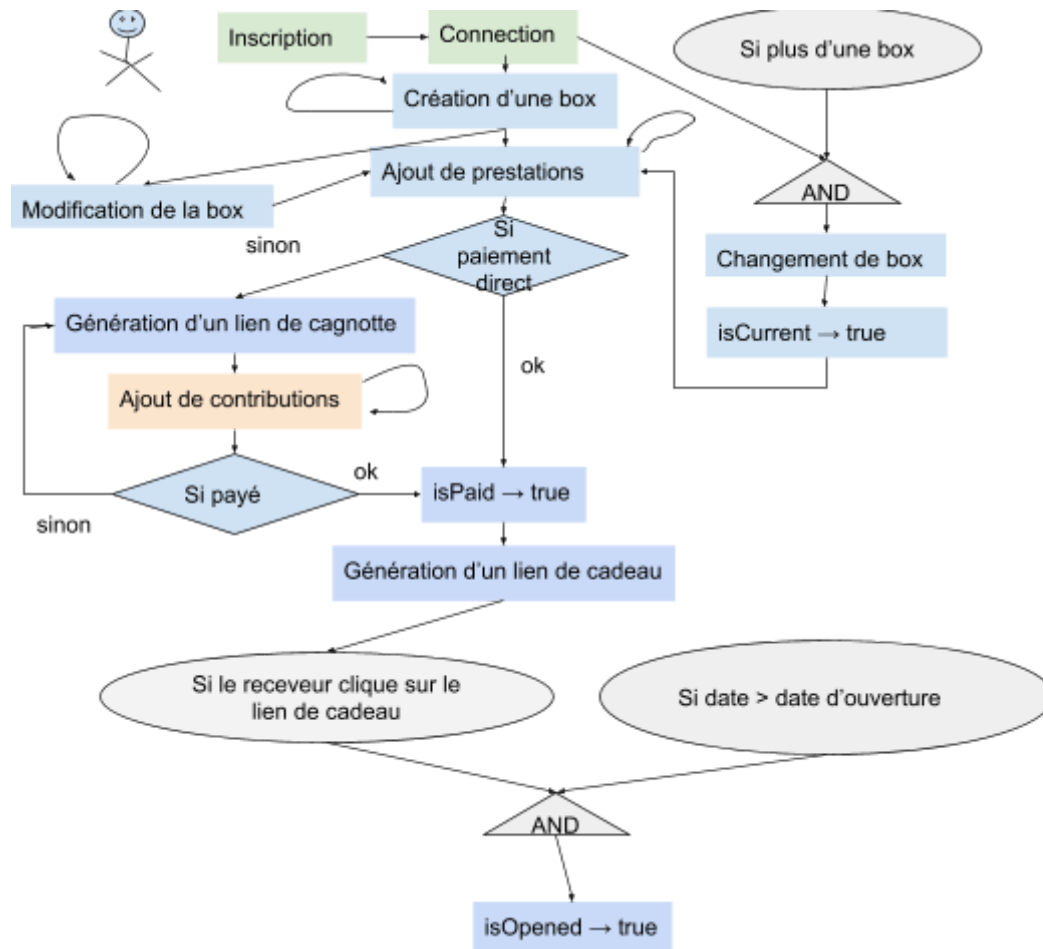 Inscription
Connection
Si plus d'une box
Création d'une box
Ajout de prestations
AND
Modification de la box
sinon
Si
paiement
direct
Changement de box
Génération d'un lien de cagnotte
isCurrent → true
ok
Ajout de contributions
ok
Si payé
isPaid → true
sinon
Génération d'un lien de cadeau
Si le receveur clique sur le
lien de cadeau
Si date > date d'ouverture
AND
isOpened → true